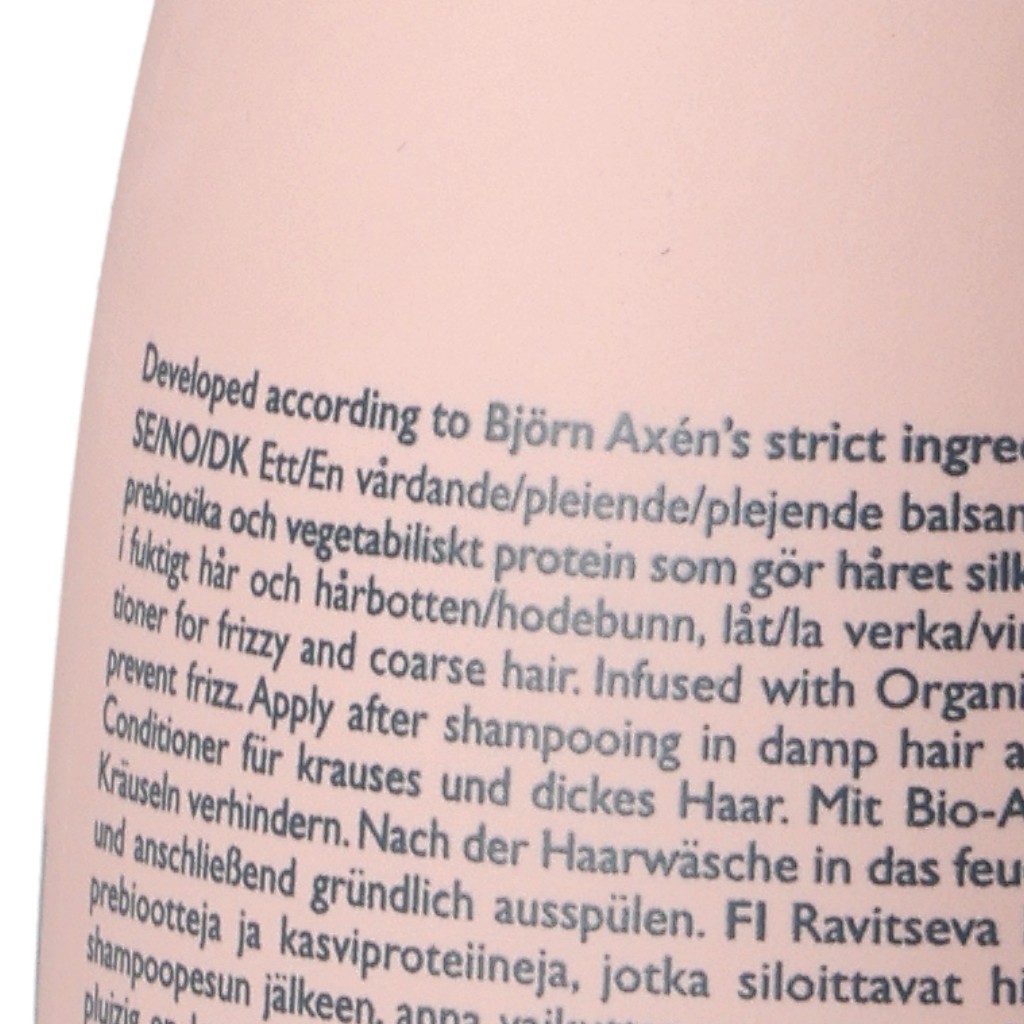 Developed according to Björn Axén's strict ingre
SE/NO/DK Ett/En vårdande/pleiende/plejende balsam
prebiotika och vegetabiliskt protein som gör håret silk
i fuktigt hår och hårbotten/hodebunn, låt/la verka/vi
tioner for frizzy and coarse hair. Infused with Organi
prevent frizz. Apply after shampooing in damp hair a
Conditioner für krauses und dickes Haar. Mit Bio-A
Kräuseln verhindern. Nach der Haarwäsche in das feu
und anschließend gründlich ausspülen. FI Ravitseva
prebiootteja ja kasviproteiineja, jotka siloittavat hi
shampoopesun jälkeen, anna
pluizig